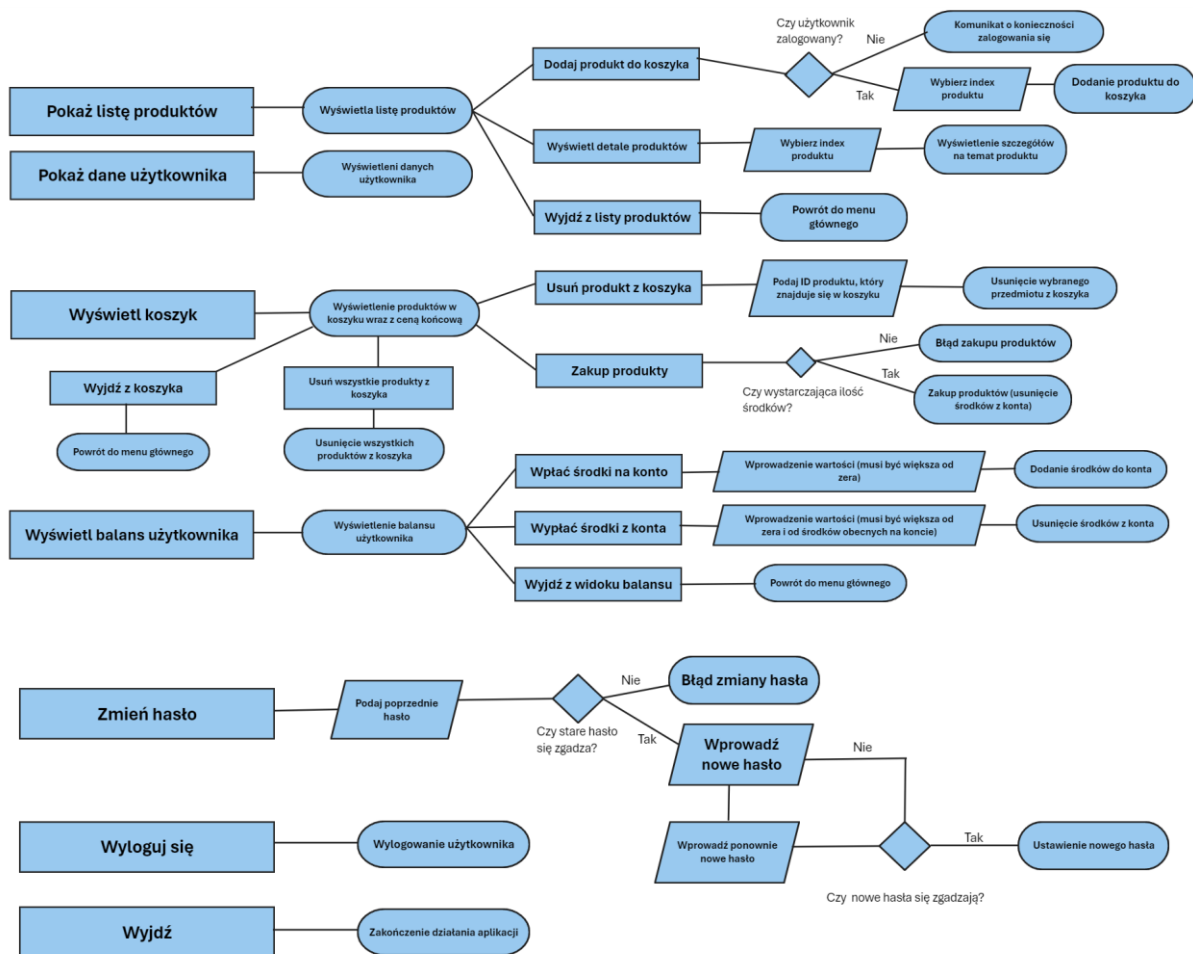 Czy użytkownik
zalogowany?
Nie
Komunikat o konieczności
zalogowania się
Dodaj produkt do koszyka
Tak
Wybierz index
produktu
Dodanie produktu do
koszyka
Pokaż listę produktów
Wyświetla listę produktów
Wyświetl detale produktów
Wybierz index
produktu
Wyświetlenie szczegółów
na temat produktu
Pokaż dane użytkownika
Wyświetleni danych
użytkownika
Wyjdź z listy produktów
Powrót do menu
głównego
Usuń produkt z koszyka
Podaj ID produktu, który
znajduje się w koszyku
Usunięcie wybranego
przedmiotu z koszyka
Wyświetl koszyk
Wyświetlenie produktów w
koszyku wraz z ceną końcową
Nie
Błąd zakupu produktów
Zakup produkty
Tak
Czy wystarczająca ilość
środków?
Zakup produktów (usunięcie
środków z konta)
Wyjdź z koszyka
Usuń wszystkie produkty z
koszyka
Powrót do menu głównego
Usunięcie wszystkich
produktów z koszyka
Wpłać środki na konto
Wprowadzenie wartości (musi być większa od
zera)
Dodanie środków do konta
Wyświetl balans użytkownika
Wyświetlenie balansu
użytkownika
Wypłać środki z konta
Wprowadzenie wartości (musi być większa od
zera i od środków obecnych na koncie)
Usunięcie środków z konta
Wyjdź z widoku balansu
Powrót do menu głównego
Zmień hasło
Podaj poprzednie
hasło
Nie
Błąd zmiany hasła
Czy stare hasło
się zgadza?
Tak
Wprowadź
nowe hasło
Nie
Wyloguj się
Wylogowanie użytkownika
Wprowadź ponownie
nowe hasło
Tak
Ustawienie nowego hasła
Czy nowe hasła się zgadzają?
Wyjdź
Zakończenie działania aplikacji